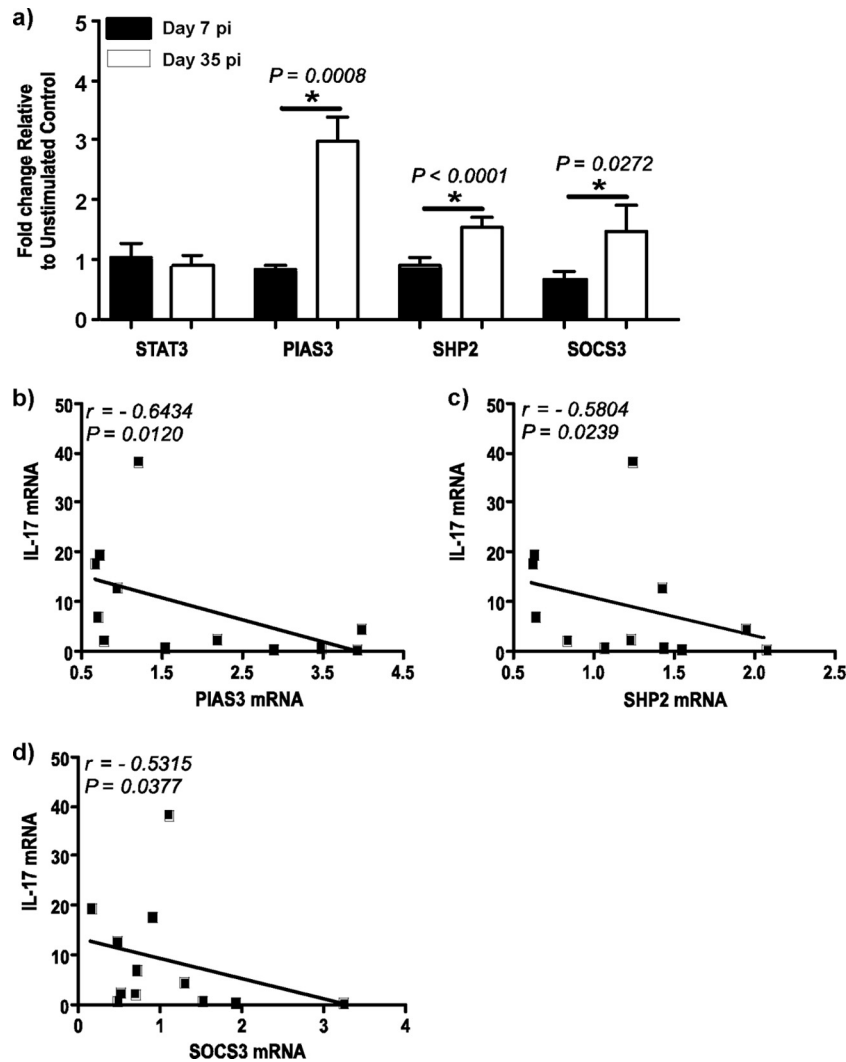 a)
Fold change Relative
to Unstimulated Control
5
4
3
2
1
0
Day 7 pi
Day 35 pi
P = 0.0008
*
P < 0.0001
*
P = 0.0272
*
STAT3 PIAS3 SHP2 SOCS3
b)
r = - 0.6434
P = 0.0120
IL-17 mRNA
50
40
30
20
10
0
0.5 1.5 2.5 3.5 4.5
PIAS3 mRNA
c)
r = - 0.5804
P = 0.0239
IL-17 mRNA
50
40
30
20
10
0
0.5 1.0 1.5 2.0 2.5
SHP2 mRNA
d)
r = - 0.5315
P = 0.0377
IL-17 mRNA
50
40
30
20
10
0
0 1 2 3 4
SOCS3 mRNA